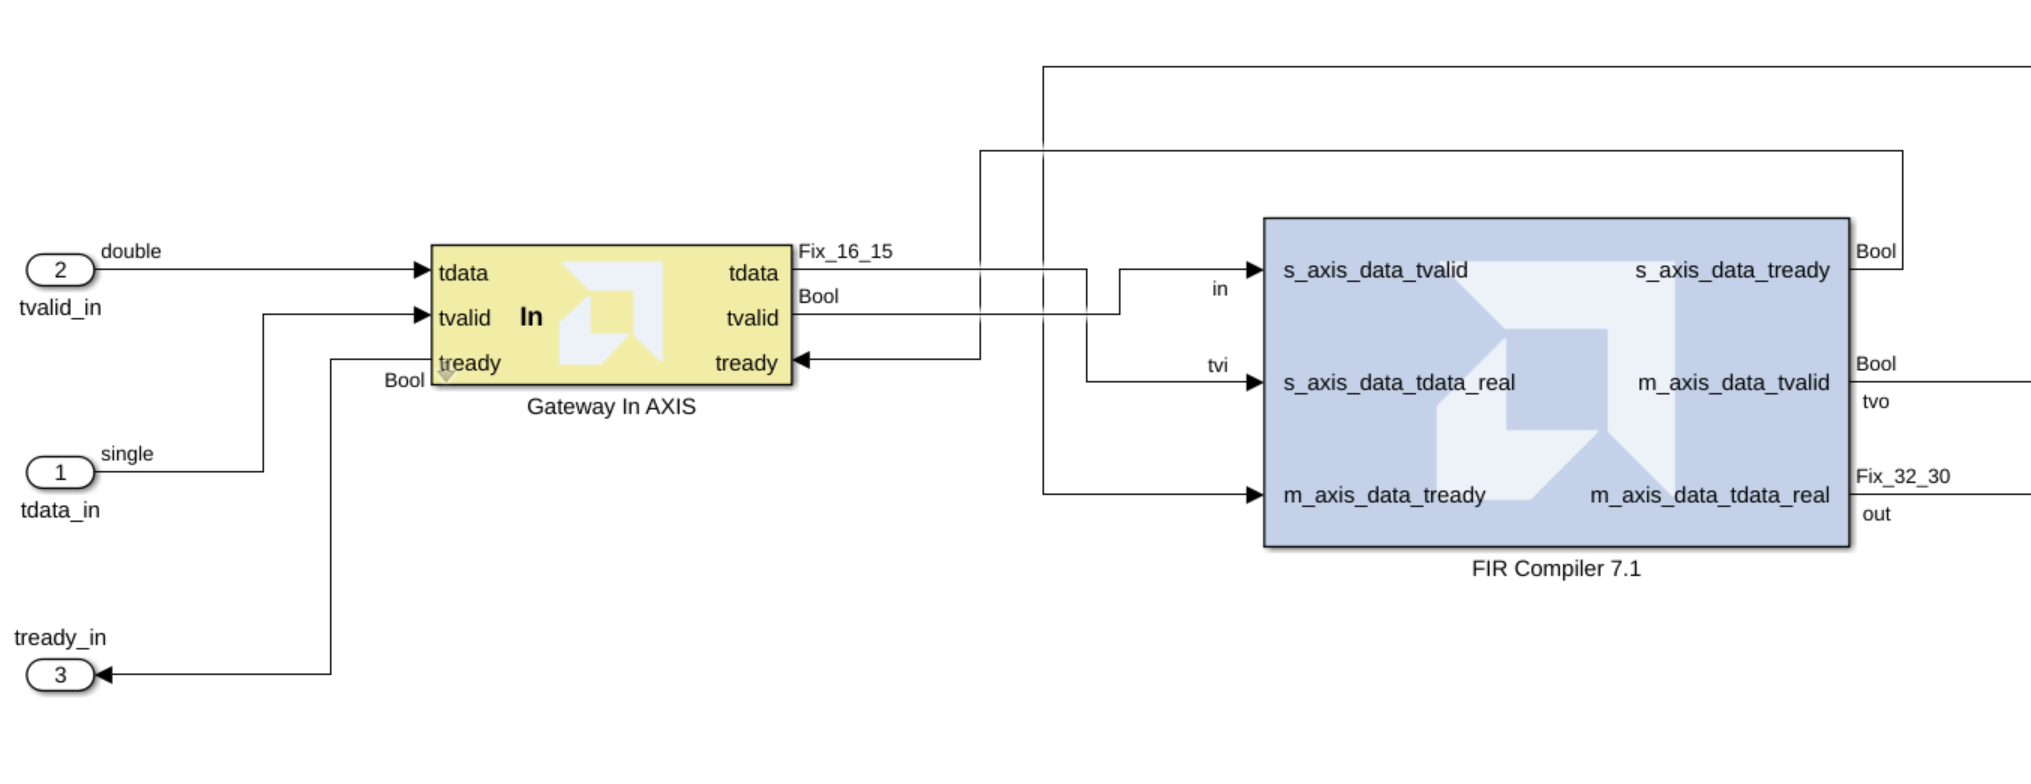 2
double
tvalid_in
1
single
tdata_in
tready_in
3
tdata
tvalid
tready
Bool
In
tdata
tvalid
tready
Gateway In AXIS
Fix_16_15
Bool
in
tvi
s_axis_data_tvalid
s_axis_data_tdata_real
m_axis_data_tready
s_axis_data_tready
m_axis_data_tvalid
m_axis_data_tdata_real
FIR Compiler 7.1
Bool
Bool
tvo
Fix_32_30
out